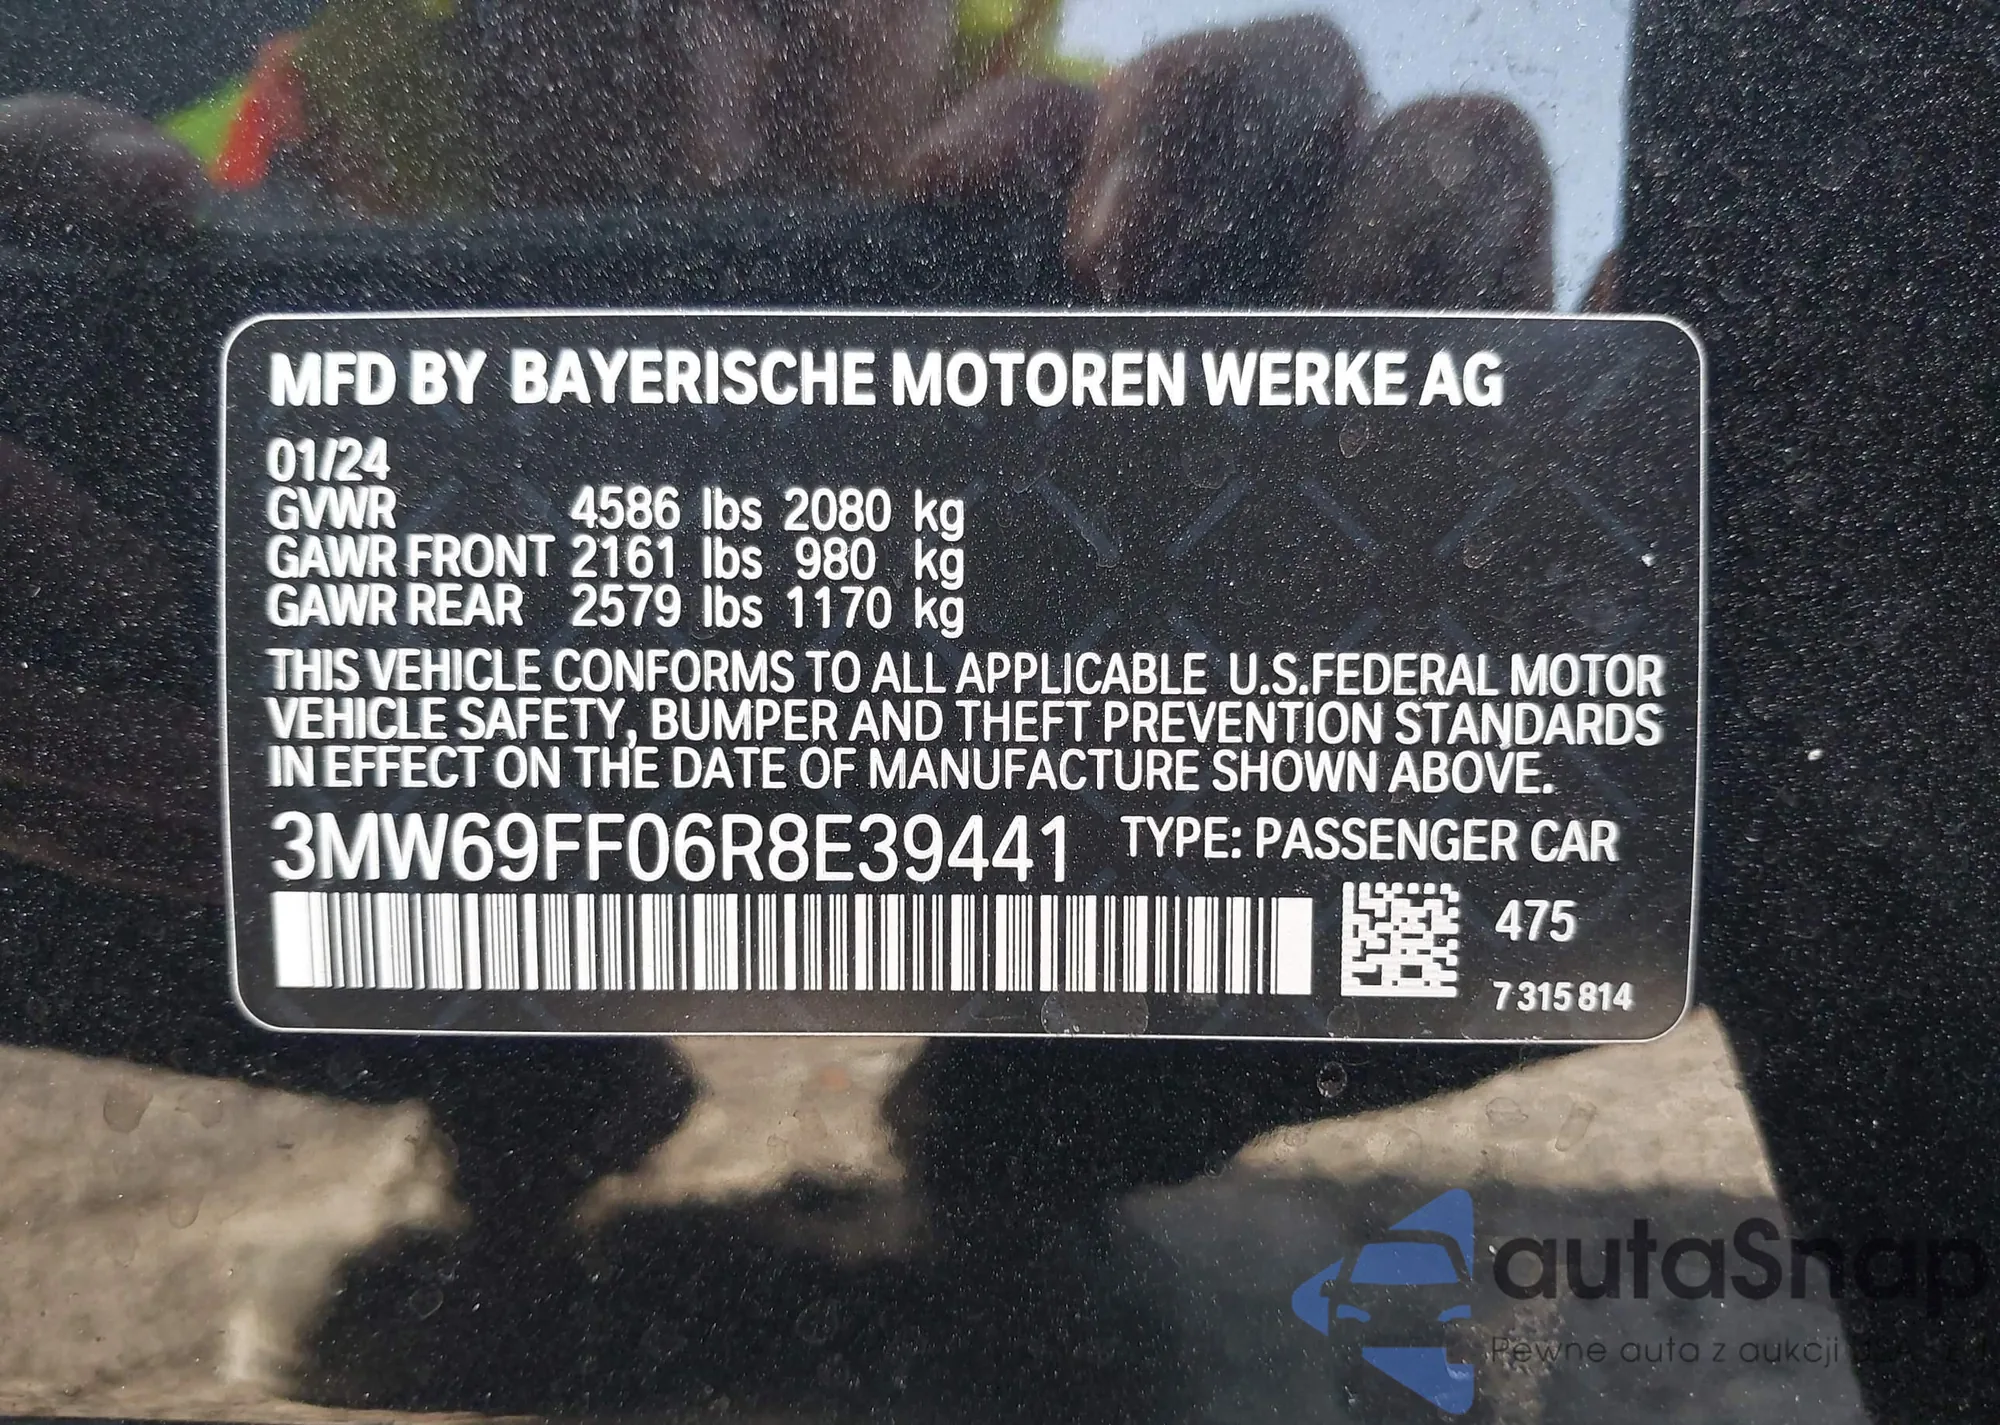 MFD BY BAYERISCHE MOTOREN WERKE AG
01/24
GVWR 4586 lbs 2080 kg
GAWR FRONT 2161 lbs 980 kg
GAWR REAR 2579 lbs 1170 kg
THIS VEHICLE CONFORMS TO ALL APPLICABLE U.S.FEDERAL MOTOR
VEHICLE SAFETY, BUMPER AND THEFT PREVENTION STANDARDS
IN EFFECT ON THE DATE OF MANUFACTURE SHOWN ABOVE.
3MW69FF06R8E39441 TYPE: PASSENGER CAR
475
7 315 814
autaSnap
Pewne auta z aukcji